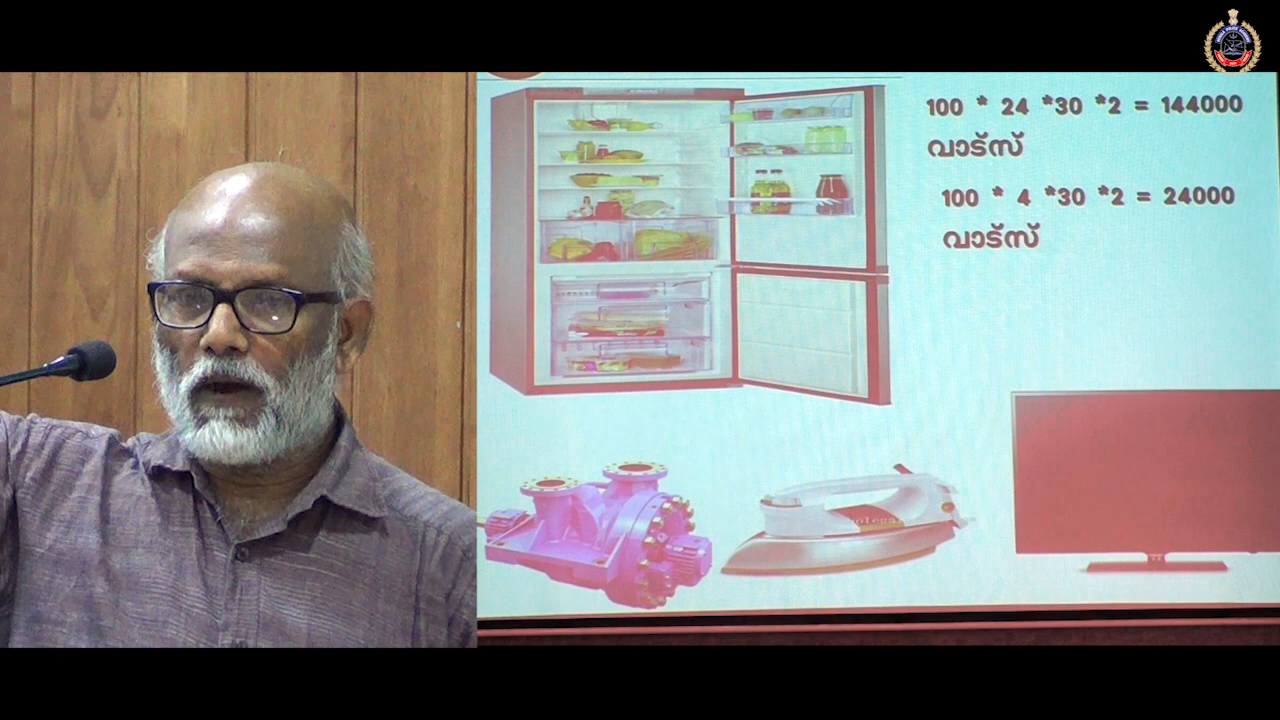 100 * 24 *30 *2 = 144000
വാട്സ്
100 * 4 *30 *2 = 24000
വാട്സ്